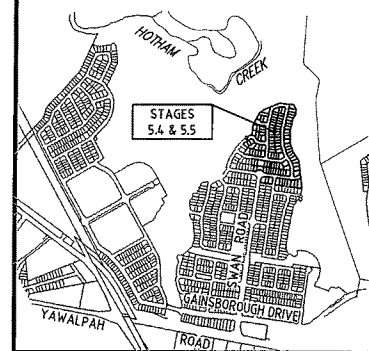 HOTHAM
CREEK
STAGES
5.4 & 5.5
SWAN ROAD
GAINSBOROUGH DRIVE
YAWALPAH
ROAD